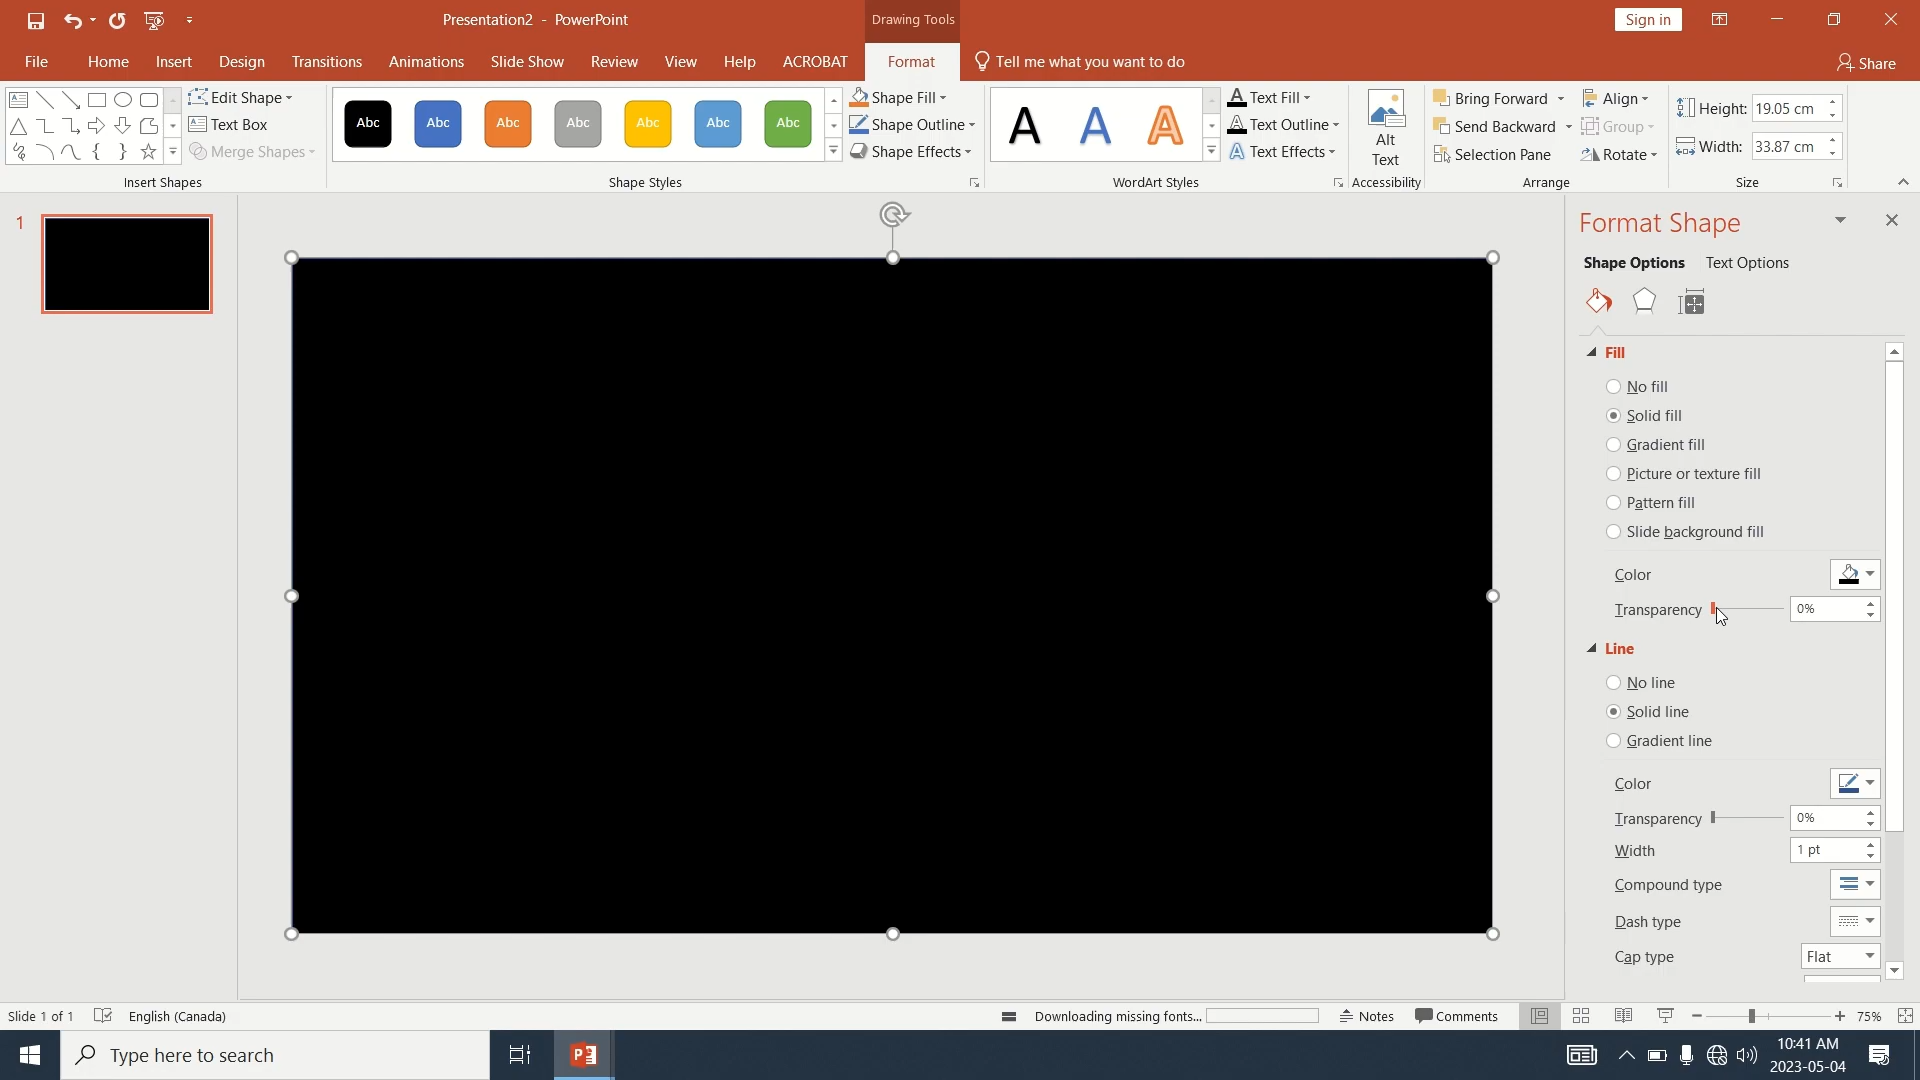 Presentation2 - PowerPoint
Drawing Tools
Sign in
File Home Insert Design Transitions Animations Slide Show Review View Help ACROBAT Format Tell me what you want to do Share
Edit Shape
Text Box
Merge Shapes
Insert Shapes
Abc Abc Abc Abc Abc Abc Abc
Shape Fill
Shape Outline
Shape Effects
Shape Styles
A A A
Text Fill
Text Outline
Text Effects
WordArt Styles
Alt
Text
Accessibility
Bring Forward
Send Backward
Selection Pane
Align
Group
Rotate
Arrange
Height: 19.05 cm
Width: 33.87 cm
Size
1
Format Shape
Shape Options Text Options
Fill
No fill
Solid fill
Gradient fill
Picture or texture fill
Pattern fill
Slide background fill
Color
Transparency 0%
Line
No line
Solid line
Gradient line
Color
Transparency 0%
Width 1 pt
Compound type
Dash type
Cap type Flat
Slide 1 of 1 English (Canada) Downloading missing fonts... Notes Comments 75%
Type here to search
10:41 AM
2023-05-04